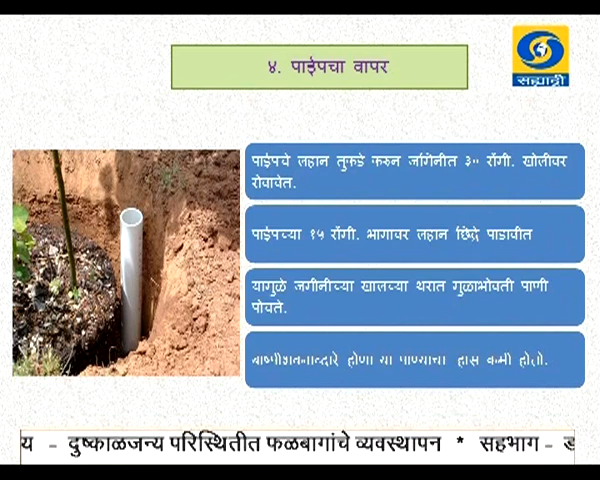 सह्याद्री
४. पाईपचा वापर
पाईपचे लहान तुकडे करुन जमिनीत ३० सेंमी. खोलीवर
रोवावेत.
पाईपच्या १५ सेंमी. भागावर लहान छिद्रे पाडावीत
यामुळे जमीनीच्या खालच्या थरात मुळाभोवती पाणी
पोचते.
बाष्पीभवनाव्दारे होणा या पाण्याचा ऱ्हास कमी होतो.
य - दुष्काळजन्य परिस्थितीत फळबागांचे व्यवस्थापन * सहभाग -